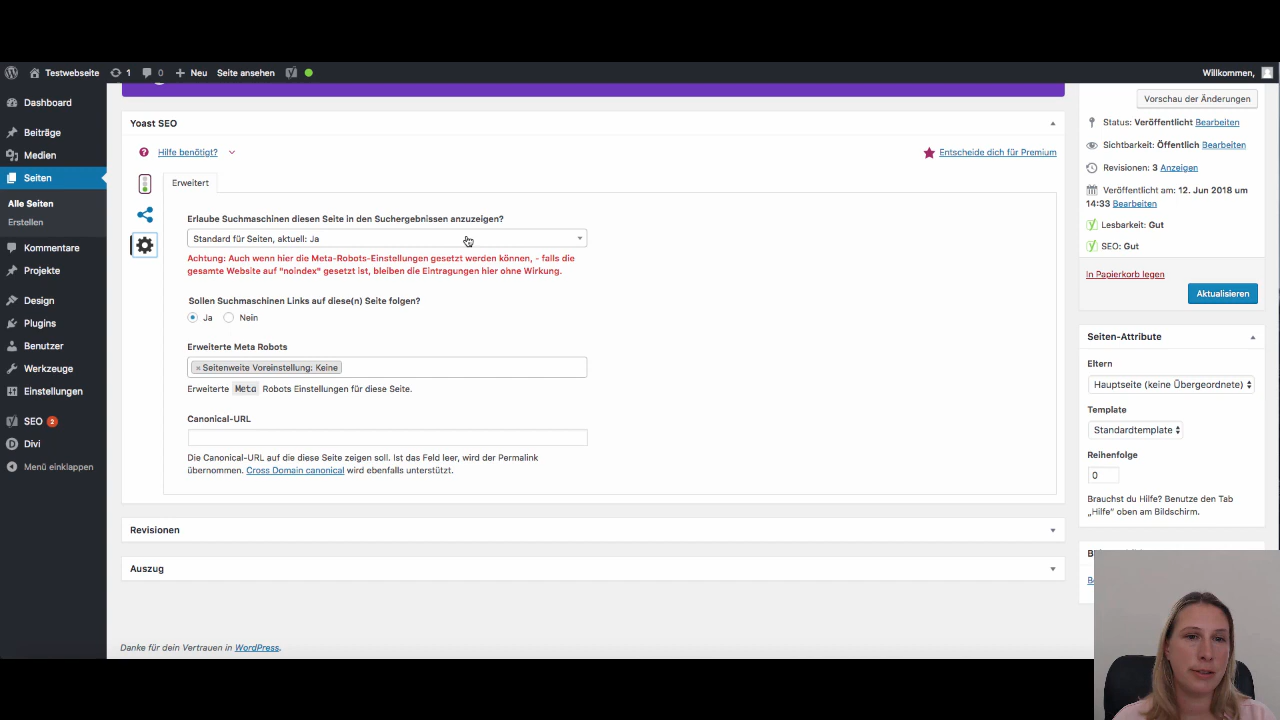 Testwebseite 1 0 Neu Seite ansehen Willkommen,
Dashboard
Beiträge
Medien
Seiten
Alle Seiten
Erstellen
Kommentare
Projekte
Design
Plugins
Benutzer
Werkzeuge
Einstellungen
SEO 2
Divi
Menü einklappen
Yoast SEO
Hilfe benötigt? Entscheide dich für Premium
Erweitert
Erlaube Suchmaschinen diesen Seite in den Suchergebnissen anzuzeigen?
Standard für Seiten, aktuell: Ja
Achtung: Auch wenn hier die Meta-Robots-Einstellungen gesetzt werden können, - falls die
gesamte Website auf "noindex" gesetzt ist, bleiben die Eintragungen hier ohne Wirkung.
Sollen Suchmaschinen Links auf diese(n) Seite folgen?
Ja Nein
Erweiterte Meta Robots
× Seitenweite Voreinstellung: Keine
Erweiterte Meta Robots Einstellungen für diese Seite.
Canonical-URL
Die Canonical-URL auf die diese Seite zeigen soll. Ist das Feld leer, wird der Permalink
übernommen. Cross Domain canonical wird ebenfalls unterstützt.
Revisionen
Auszug
Danke für dein Vertrauen in WordPress.
Vorschau der Änderungen
Status: Veröffentlicht Bearbeiten
Sichtbarkeit: Öffentlich Bearbeiten
Revisionen: 3 Anzeigen
Veröffentlicht am: 12. Jun 2018 um
14:33 Bearbeiten
Lesbarkeit: Gut
SEO: Gut
In Papierkorb legen
Aktualisieren
Seiten-Attribute
Eltern
Hauptseite (keine Übergeordnete)
Template
Standardtemplate
Reihenfolge
0
Brauchst du Hilfe? Benutze den Tab
„Hilfe" oben am Bildschirm.